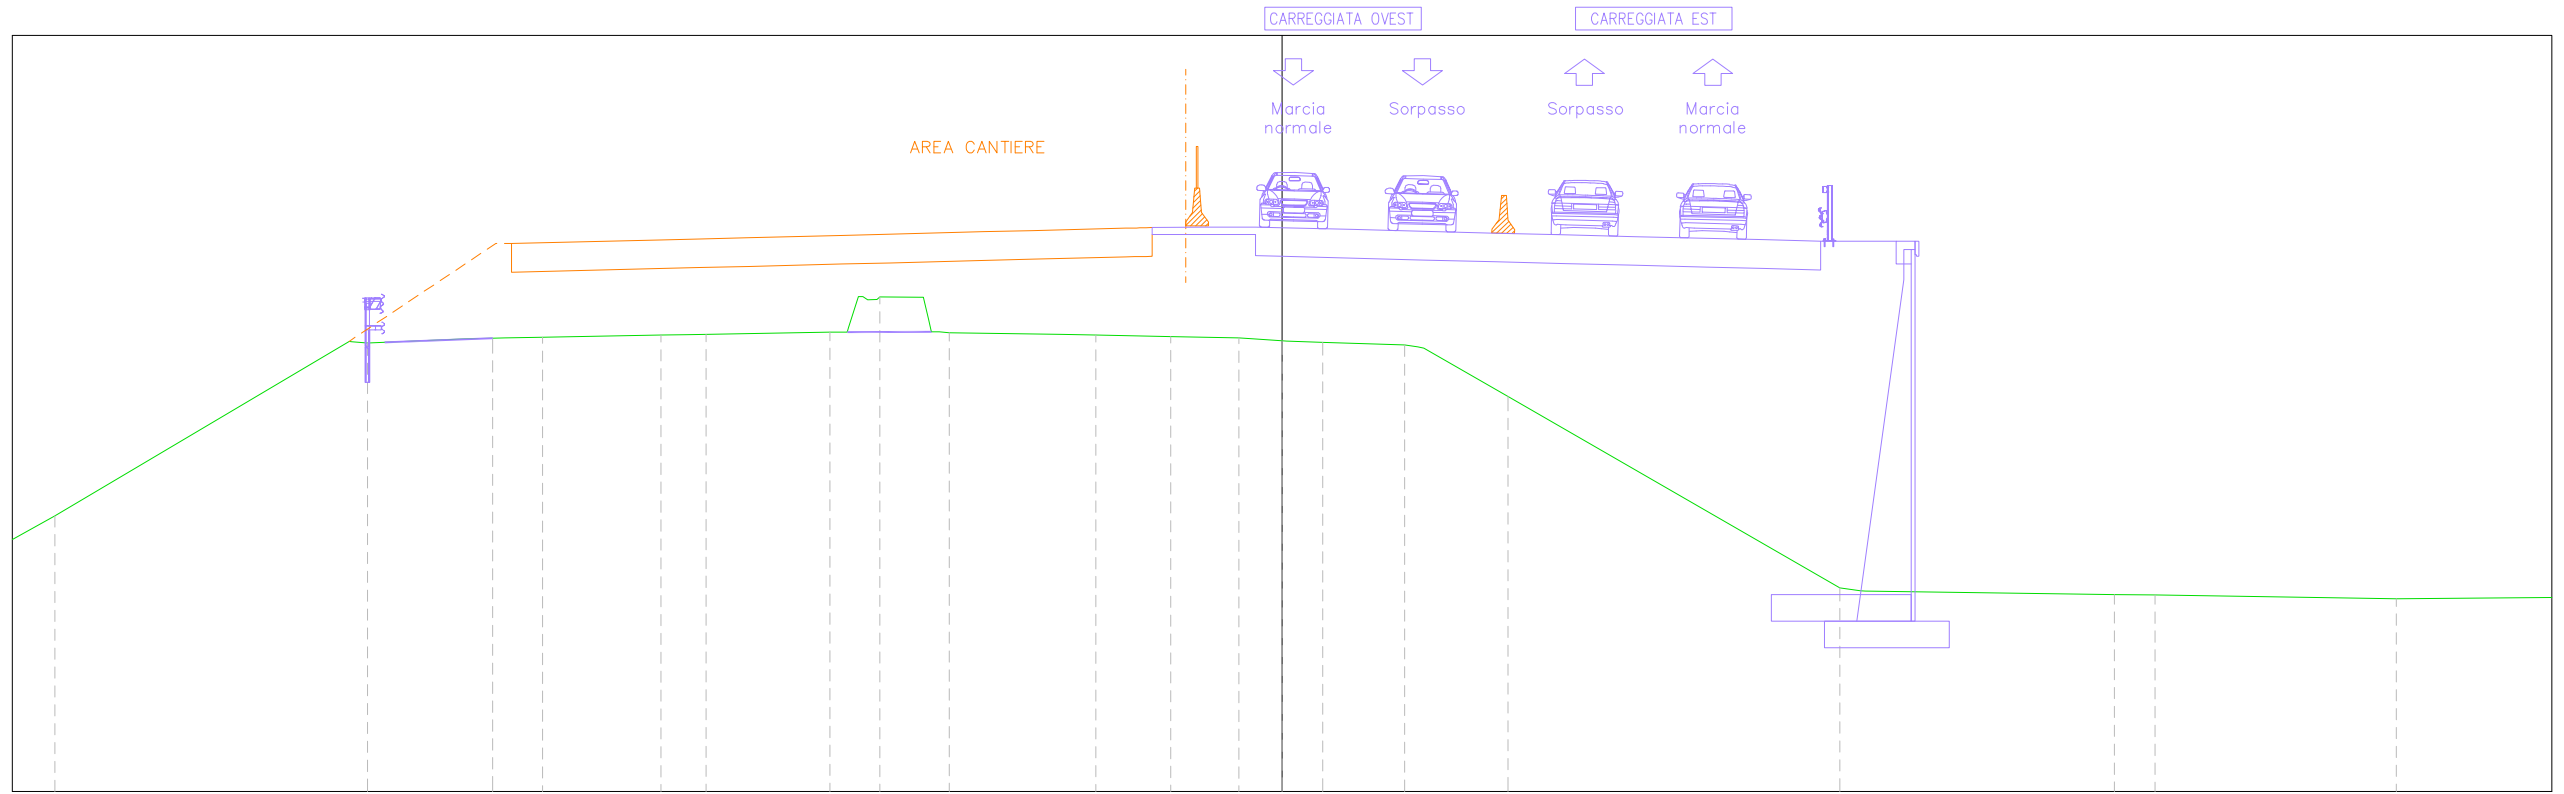 CARREGGIATA OVEST
CARREGGIATA EST
Marcia
normale
Sorpasso
Sorpasso
Marcia
normale
AREA CANTIERE